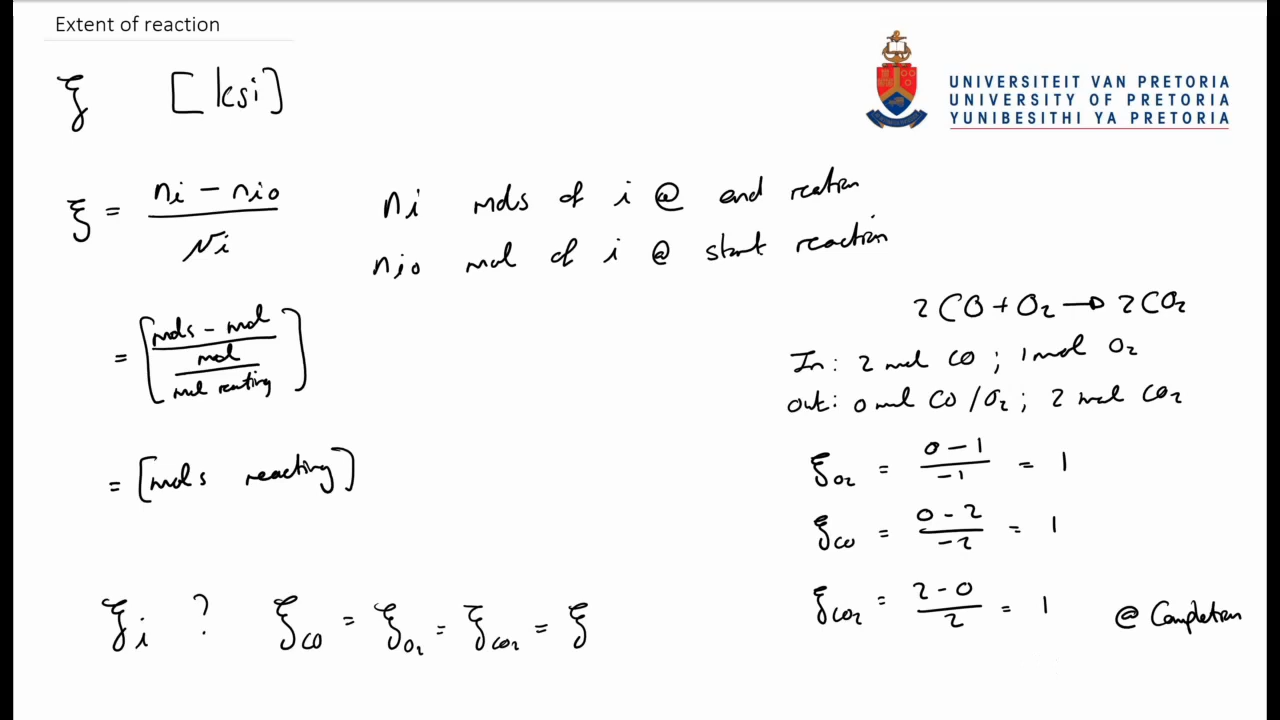 Extent of reaction
ξ [ksi]
UNIVERSITEIT VAN PRETORIA
UNIVERSITY OF PRETORIA
YUNIBESITHI YA PRETORIA
ξ = (ni - nio) / νi
ni mols of i @ end reaction
nio mol of i @ start reaction
= [(mols - mol) / (mol / mol reacting)]
= [mols reacting]
2CO + O₂ → 2CO₂
In: 2 mol CO ; 1 mol O₂
out: 0 mol CO/O₂ ; 2 mol CO₂
ξO₂ = (0 - 1) / -1 = 1
ξCO = (0 - 2) / -2 = 1
ξCO₂ = (2 - 0) / 2 = 1 @ Completion
ξi ? ξCO = ξO₂ = ξCO₂ = ξ